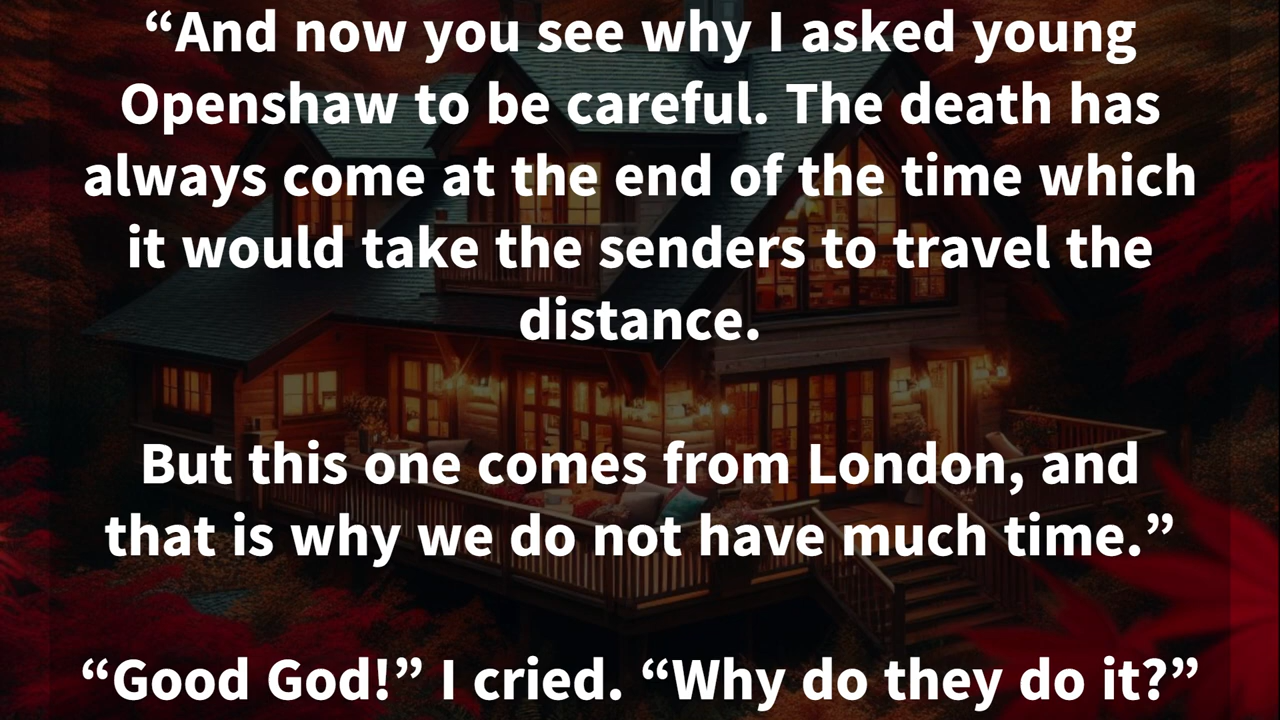 “And now you see why I asked young
Openshaw to be careful. The death has
always come at the end of the time which
it would take the senders to travel the
distance.
But this one comes from London, and
that is why we do not have much time.”
“Good God!” I cried. “Why do they do it?”